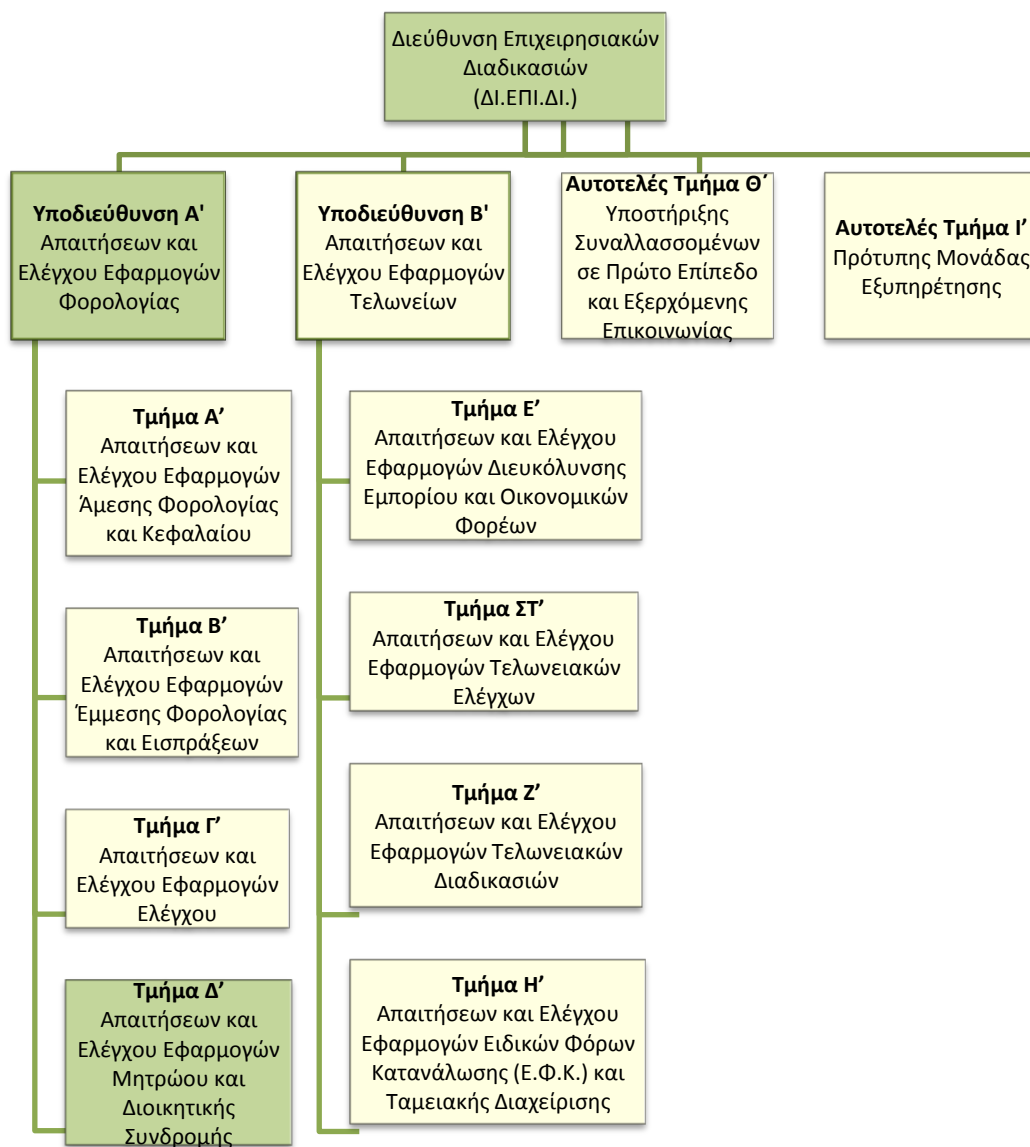 Διεύθυνση Επιχειρησιακών
Διαδικασιών
(ΔΙ.ΕΠΙ.ΔΙ.)
Υποδιεύθυνση Α'
Απαιτήσεων και
Ελέγχου Εφαρμογών
Φορολογίας
Υποδιεύθυνση Β'
Απαιτήσεων και
Ελέγχου Εφαρμογών
Τελωνείων
Αυτοτελές Τμήμα Θ΄
Υποστήριξης
Συναλλασσομένων
σε Πρώτο Επίπεδο
και Εξερχόμενης
Επικοινωνίας
Αυτοτελές Τμήμα Ι’
Πρότυπης Μονάδας
Εξυπηρέτησης
Τμήμα Α’
Απαιτήσεων και
Ελέγχου Εφαρμογών
Άμεσης Φορολογίας
και Κεφαλαίου
Τμήμα Β’
Απαιτήσεων και
Ελέγχου Εφαρμογών
Έμμεσης Φορολογίας
και Εισπράξεων
Τμήμα Γ’
Απαιτήσεων και
Ελέγχου Εφαρμογών
Ελέγχου
Τμήμα Δ’
Απαιτήσεων και
Ελέγχου Εφαρμογών
Μητρώου και
Διοικητικής
Συνδρομής
Τμήμα Ε’
Απαιτήσεων και Ελέγχου
Εφαρμογών Διευκόλυνσης
Εμπορίου και Οικονομικών
Φορέων
Τμήμα ΣΤ’
Απαιτήσεων και Ελέγχου
Εφαρμογών Τελωνειακών
Ελέγχων
Τμήμα Ζ’
Απαιτήσεων και Ελέγχου
Εφαρμογών Τελωνειακών
Διαδικασιών
Τμήμα Η’
Απαιτήσεων και Ελέγχου
Εφαρμογών Ειδικών Φόρων
Κατανάλωσης (Ε.Φ.Κ.) και
Ταμειακής Διαχείρισης